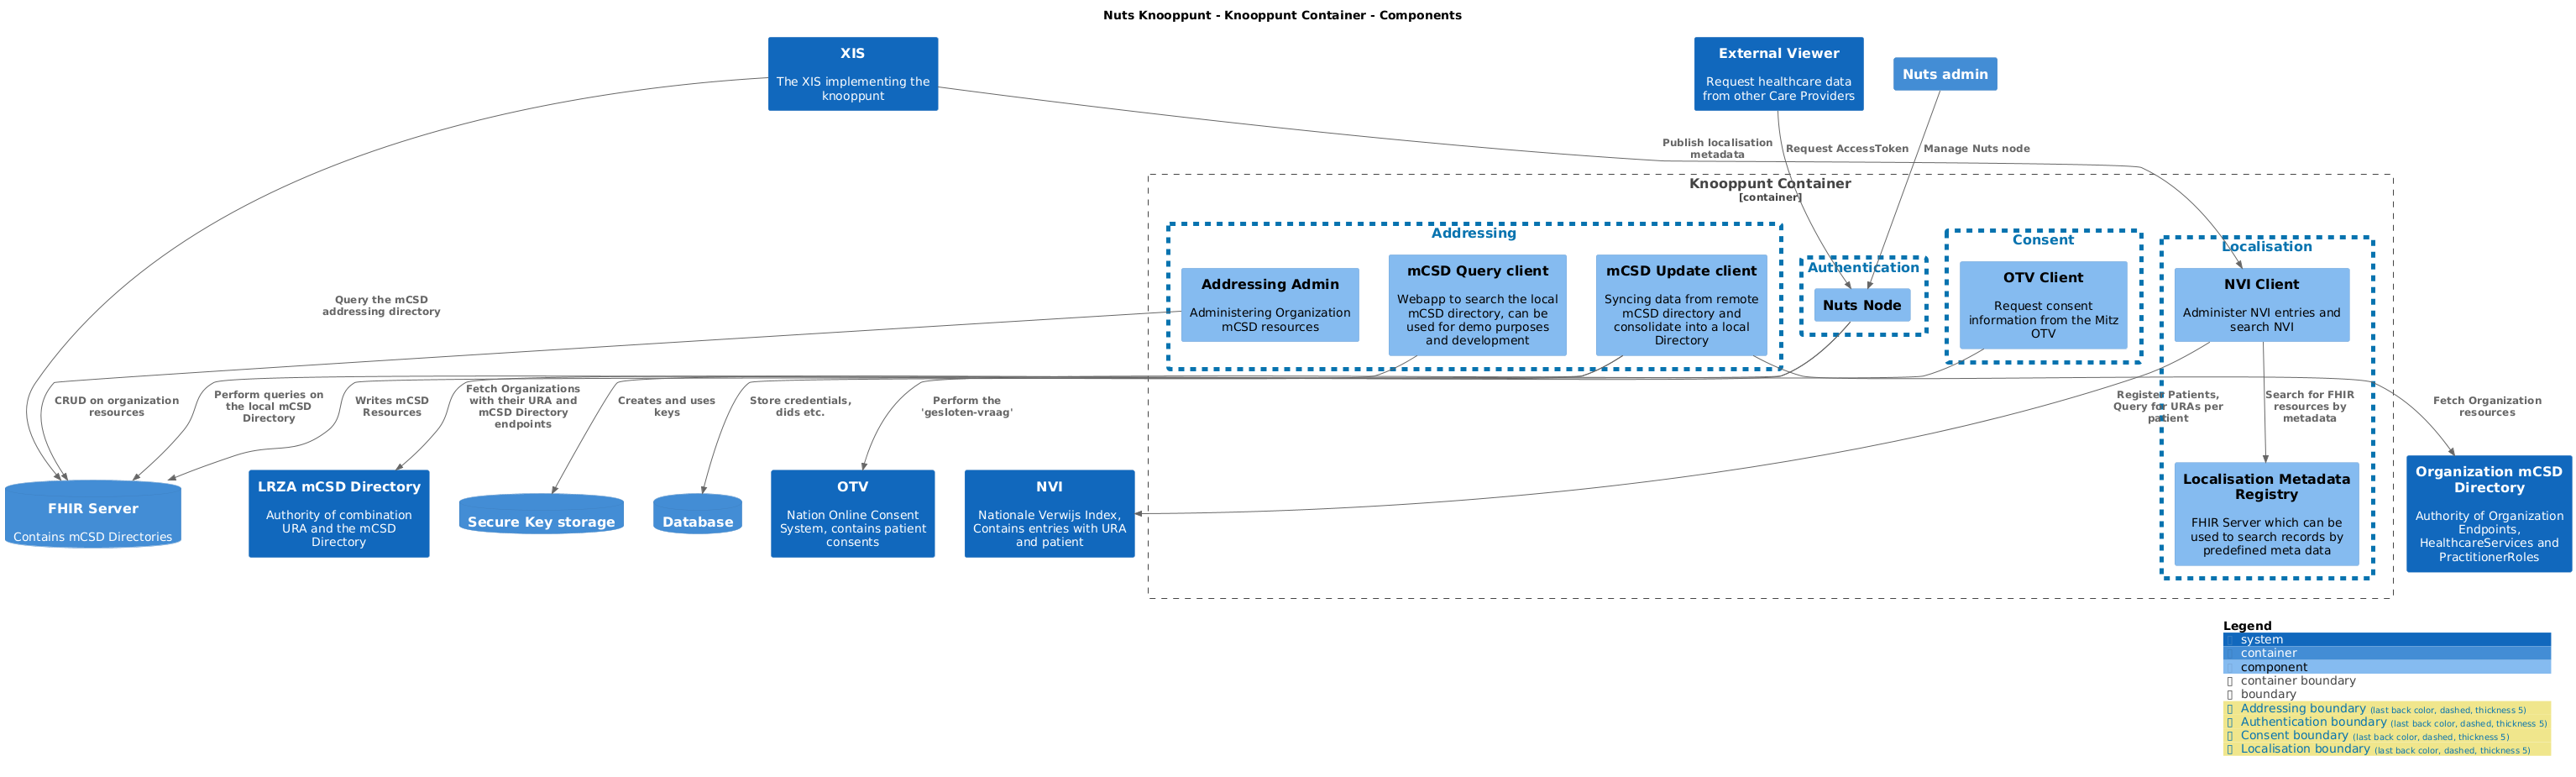 Nuts Knooppunt - Knooppunt Container - Components
XIS
The XIS implementing the
knooppunt
External Viewer
Request healthcare data
from other Care Providers
Nuts admin
Publish localisation
metadata
Request AccessToken
Manage Nuts node
Knooppunt Container
[container]
Addressing
Addressing Admin
Administering Organization
mCSD resources
mCSD Query client
Webapp to search the local
mCSD directory, can be
used for demo purposes
and development
mCSD Update client
Syncing data from remote
mCSD directory and
consolidate into a local
Directory
Authentication
Nuts Node
Consent
OTV Client
Request consent
information from the Mitz
OTV
Localisation
NVI Client
Administer NVI entries and
search NVI
Query the mCSD
addressing directory
CRUD on organization
resources
Perform queries on
the local mCSD
Directory
Writes mCSD
Resources
Fetch Organizations
with their URA and
mCSD Directory
endpoints
Creates and uses
keys
Store credentials,
dids etc.
Perform the
'gesloten-vraag'
Register Patients,
Query for URAs per
patient
Search for FHIR
resources by
metadata
Fetch Organization
resources
FHIR Server
Contains mCSD Directories
LRZA mCSD Directory
Authority of combination
URA and the mCSD
Directory
Secure Key storage
Database
OTV
Nation Online Consent
System, contains patient
consents
NVI
Nationale Verwijs Index,
Contains entries with URA
and patient
Localisation Metadata
Registry
FHIR Server which can be
used to search records by
predefined meta data
Organization mCSD
Directory
Authority of Organization
Endpoints,
HealthcareServices and
PractitionerRoles
Legend
system
container
component
container boundary
boundary
Addressing boundary (last back color, dashed, thickness 5)
Authentication boundary (last back color, dashed, thickness 5)
Consent boundary (last back color, dashed, thickness 5)
Localisation boundary (last back color, dashed, thickness 5)